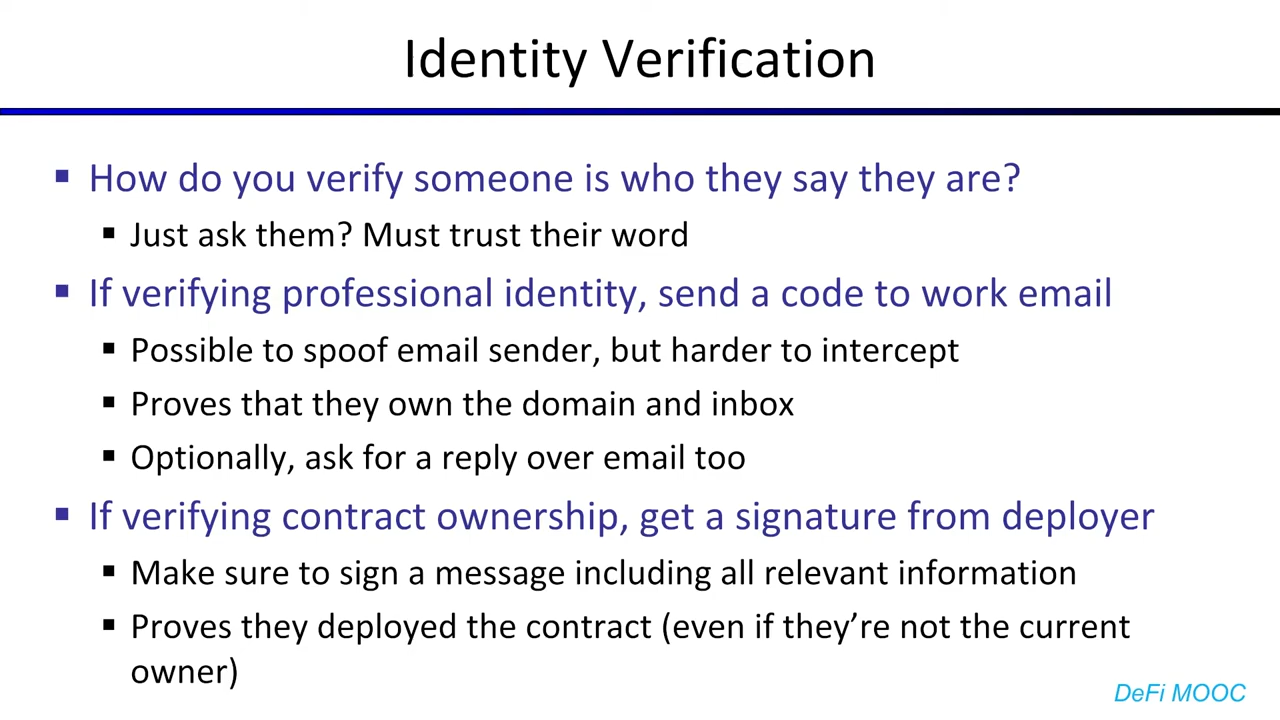 Identity Verification
How do you verify someone is who they say they are?
Just ask them? Must trust their word
If verifying professional identity, send a code to work email
Possible to spoof email sender, but harder to intercept
Proves that they own the domain and inbox
Optionally, ask for a reply over email too
If verifying contract ownership, get a signature from deployer
Make sure to sign a message including all relevant information
Proves they deployed the contract (even if they’re not the current
owner)
DeFi MOOC